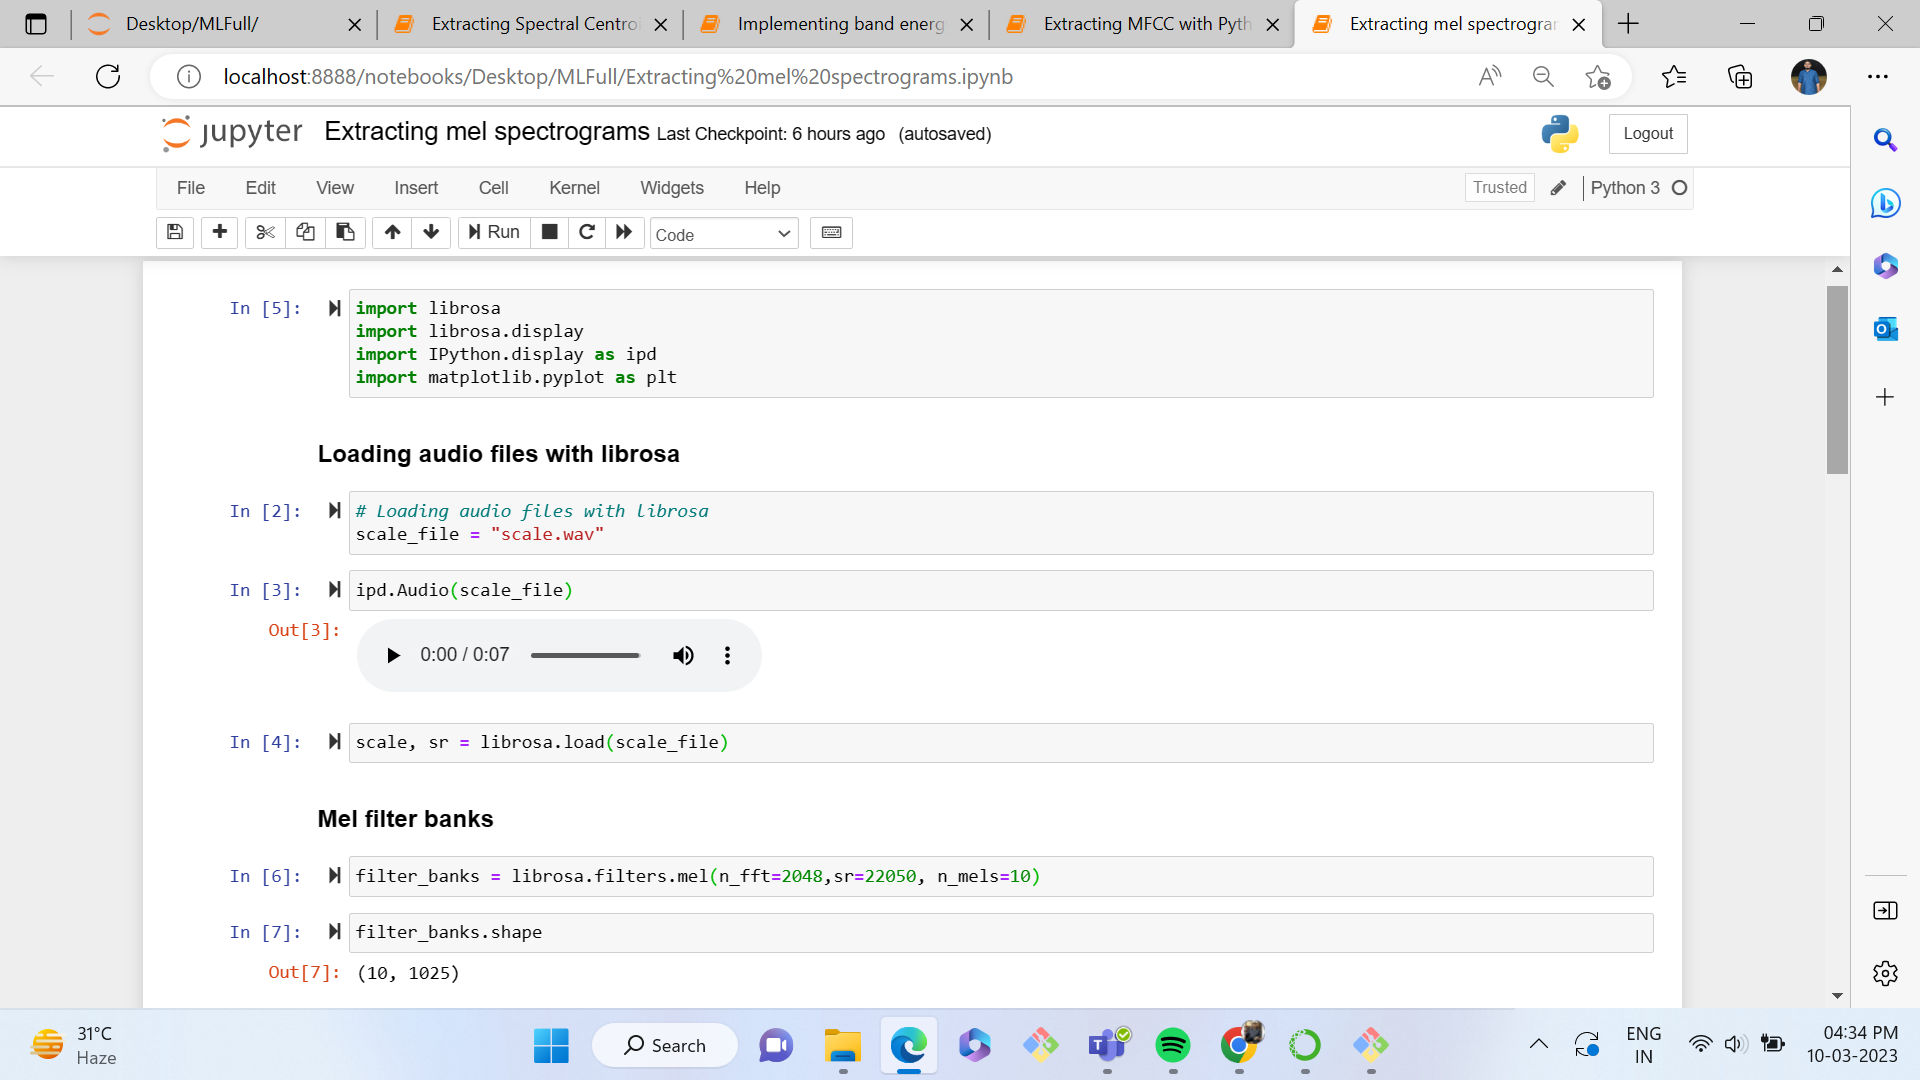 Desktop/MLFull/
Extracting Spectral Centro
Implementing band energ
Extracting MFCC with Pyth
Extracting mel spectrogram
localhost:8888/notebooks/Desktop/MLFull/Extracting%20mel%20spectrograms.ipynb
jupyter Extracting mel spectrograms Last Checkpoint: 6 hours ago (autosaved)
Logout
File Edit View Insert Cell Kernel Widgets Help
Trusted
Python 3
Run
Code
In [5]:
import librosa
import librosa.display
import IPython.display as ipd
import matplotlib.pyplot as plt
Loading audio files with librosa
In [2]:
# Loading audio files with librosa
scale_file = "scale.wav"
In [3]:
ipd.Audio(scale_file)
Out[3]:
0:00 / 0:07
In [4]:
scale, sr = librosa.load(scale_file)
Mel filter banks
In [6]:
filter_banks = librosa.filters.mel(n_fft=2048,sr=22050, n_mels=10)
In [7]:
filter_banks.shape
Out[7]:
(10, 1025)
31°C
Haze
Search
ENG
IN
04:34 PM
10-03-2023